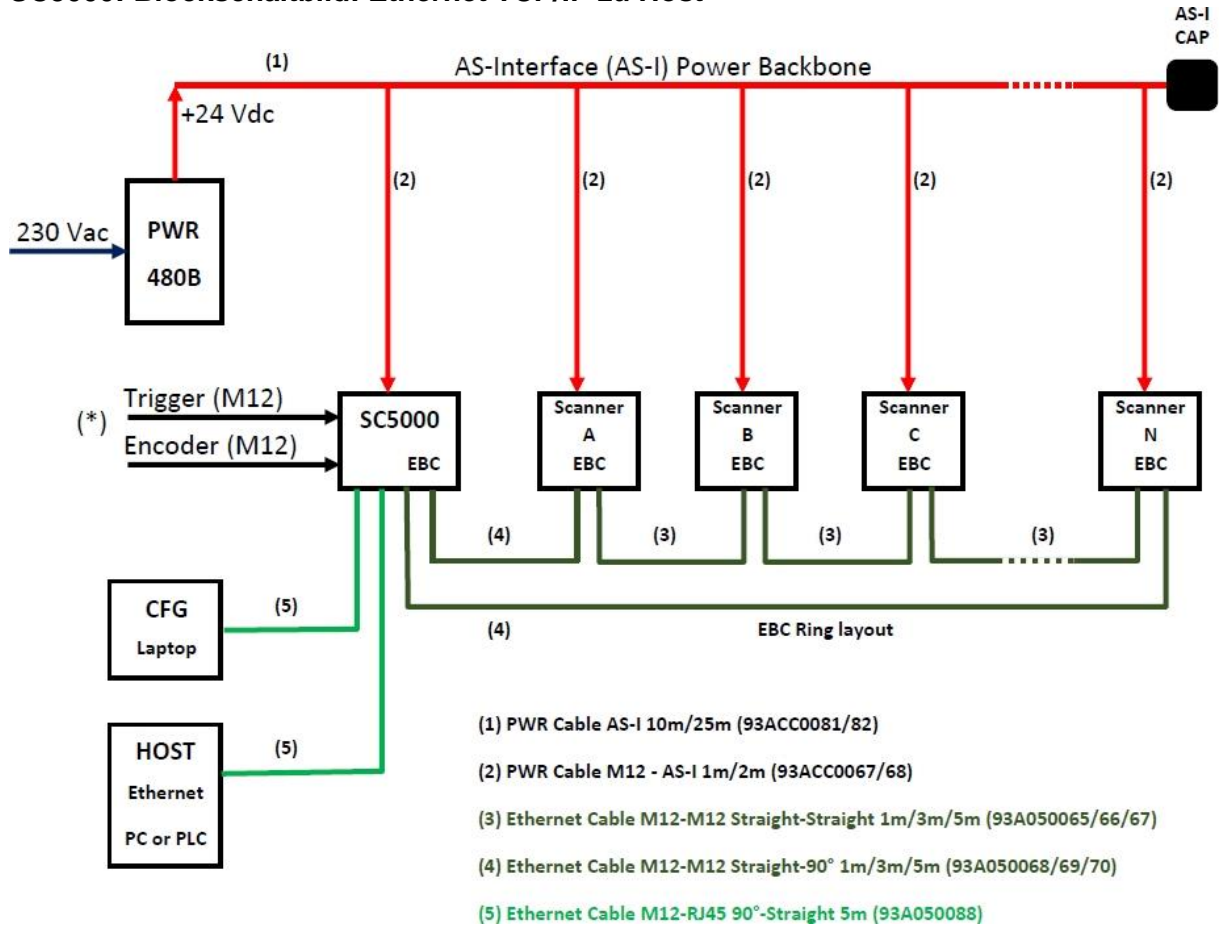 AS-I
CAP
(1)
AS-Interface (AS-I) Power Backbone
+24 Vdc
(2)
(2)
(2)
(2)
(2)
230 Vac
PWR
480B
(*)
Trigger (M12)
Encoder (M12)
SC5000
EBC
Scanner
A
EBC
Scanner
B
EBC
Scanner
C
EBC
Scanner
N
EBC
(4)
(3)
(3)
(3)
(4)
EBC Ring layout
CFG
Laptop
(5)
HOST
Ethernet
PC or PLC
(5)
(1) PWR Cable AS-I 10m/25m (93ACC0081/82)
(2) PWR Cable M12 - AS-I 1m/2m (93ACC0067/68)
(3) Ethernet Cable M12-M12 Straight-Straight 1m/3m/5m (93A050065/66/67)
(4) Ethernet Cable M12-M12 Straight-90° 1m/3m/5m (93A050068/69/70)
(5) Ethernet Cable M12-RJ45 90°-Straight 5m (93A050088)